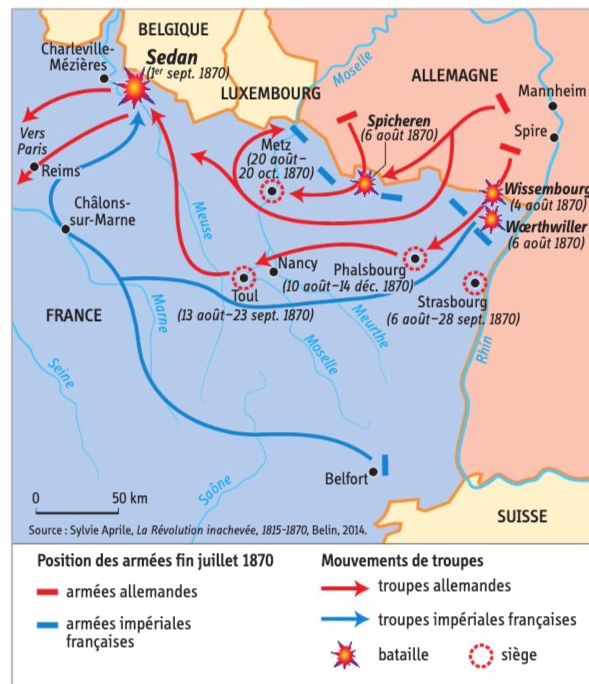 BELGIQUE
Charleville-
Mézières
Sedan
(1er sept. 1870)
LUXEMBOURG
Moselle
ALLEMAGNE
Mannheim
Spire
Spicheren
(6 août 1870)
Metz
(20 août–
20 oct. 1870)
Vers
Paris
Reims
Wissembourg
(4 août 1870)
Wœrthwiller
(6 août 1870)
Châlons-
sur-Marne
Meuse
Nancy
Phalsbourg
(10 août–14 déc. 1870)
Toul
(13 août–23 sept. 1870)
Strasbourg
(6 août–28 sept. 1870)
FRANCE
Marne
Meurthe
Moselle
Rhin
Seine
Saône
Belfort
0 50 km
SUISSE
Source : Sylvie Aprile, La Révolution inachevée, 1815-1870, Belin, 2014.
Position des armées fin juillet 1870
armées allemandes
armées impériales
françaises
Mouvements de troupes
troupes allemandes
troupes impériales françaises
bataille
siège